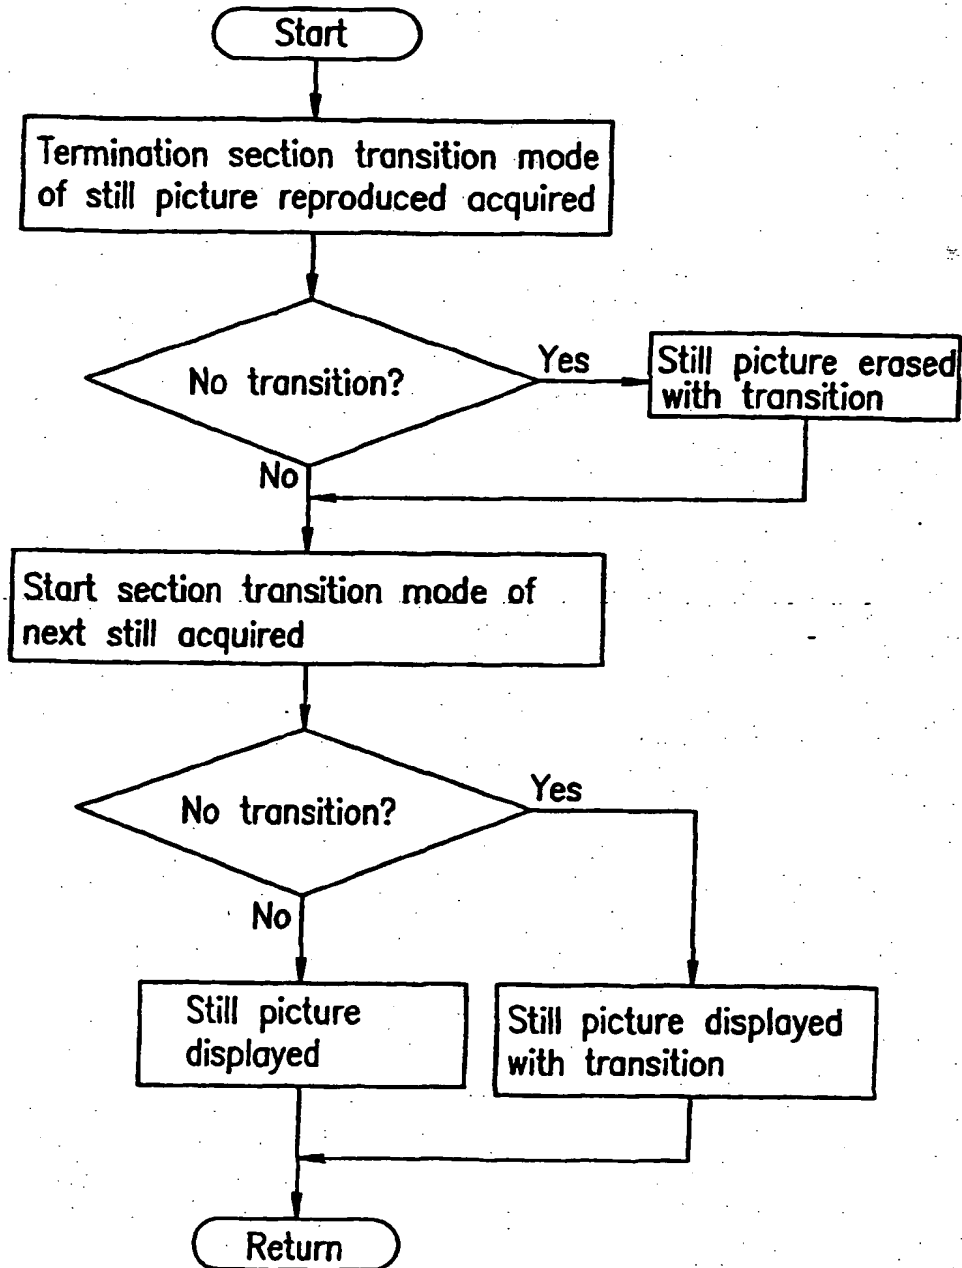 Start
Termination section transition mode
of still picture reproduced acquired
No transition?
Yes
Still picture erased
with transition
No
Start section transition mode of
next still acquired
No transition?
Yes
No
Still picture
displayed
Still picture displayed
with transition
Return